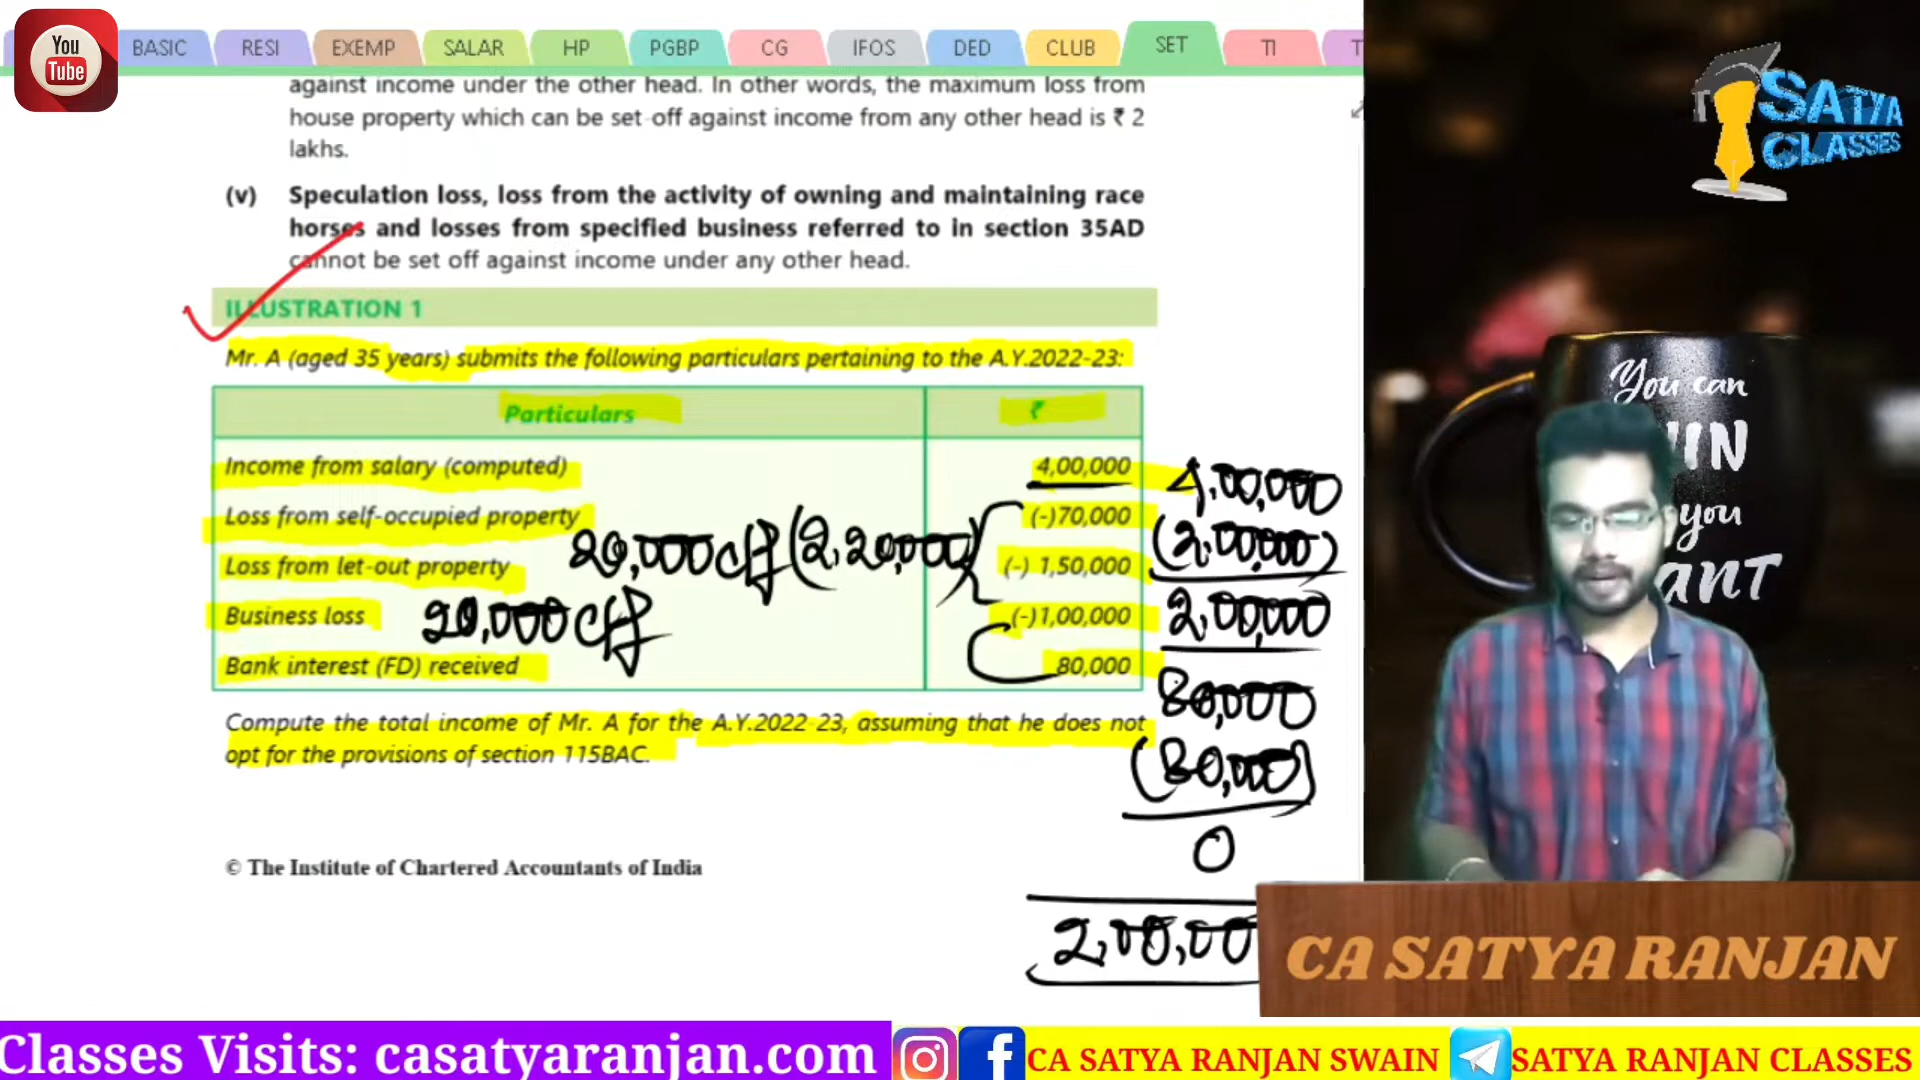 You
Tube
BASIC RESI EXEMP SALAR HP PGBP CG IFOS DED CLUB SET TI T
SATYA
CLASSES
against income under the other head. In other words, the maximum loss from
house property which can be set-off against income from any other head is ₹ 2
lakhs.
(v) Speculation loss, loss from the activity of owning and maintaining race
horses and losses from specified business referred to in section 35AD
cannot be set off against income under any other head.
ILLUSTRATION 1
Mr. A (aged 35 years) submits the following particulars pertaining to the A.Y.2022-23:
Particulars ₹
Income from salary (computed) 4,00,000 4,00,000
Loss from self-occupied property (-)70,000 (2,00,000)
20,000 c/f (2,20,000)
Loss from let-out property (-) 1,50,000
Business loss 20,000 c/f (-)1,00,000 2,00,000
Bank interest (FD) received 80,000 80,000
Compute the total income of Mr. A for the A.Y.2022-23, assuming that he does not
opt for the provisions of section 115BAC.
(80,000)
0
© The Institute of Chartered Accountants of India
2,00,00
You can
WIN
you
ANT
CA SATYA RANJAN
Classes Visits: casatyaranjan.com
CA SATYA RANJAN SWAIN
SATYA RANJAN CLASSES